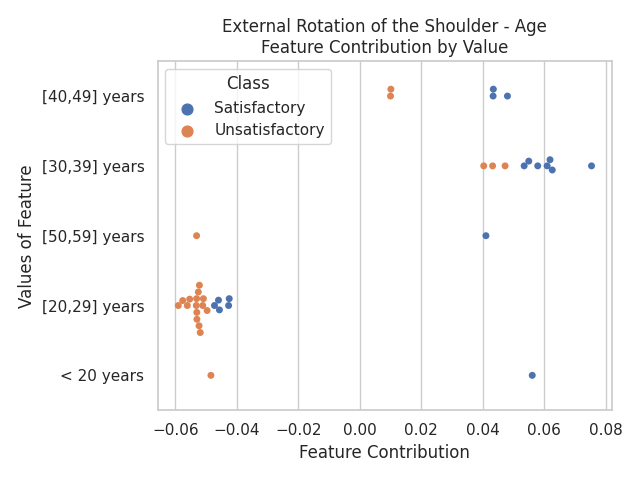 External Rotation of the Shoulder - Age
Feature Contribution by Value
Class
Satisfactory
Unsatisfactory
Values of Feature
[40,49] years
[30,39] years
[50,59] years
[20,29] years
< 20 years
−0.06 −0.04 −0.02 0.00 0.02 0.04 0.06 0.08
Feature Contribution